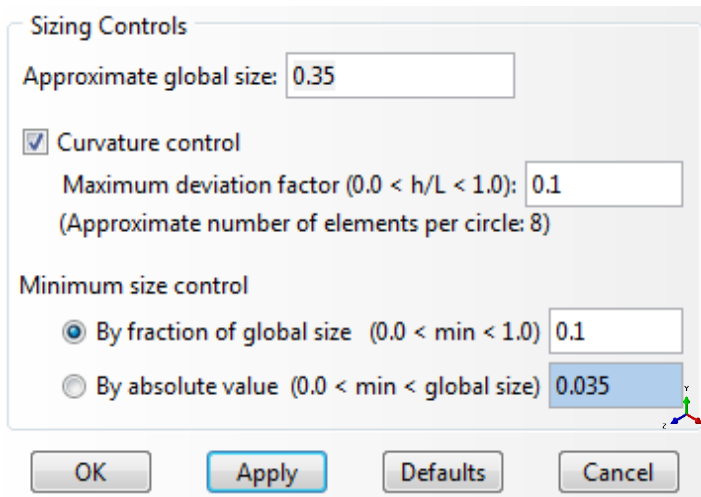 Sizing Controls
Approximate global size: 0.35
Curvature control
Maximum deviation factor (0.0 < h/L < 1.0): 0.1
(Approximate number of elements per circle: 8)
Minimum size control
By fraction of global size (0.0 < min < 1.0) 0.1
By absolute value (0.0 < min < global size) 0.035
Y
Z
OK Apply Defaults Cancel